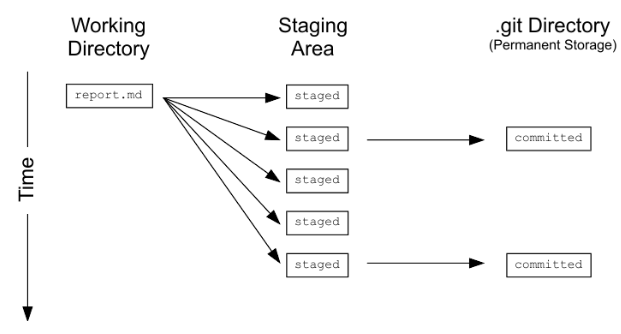 Working
Directory
Staging
Area
.git Directory
(Permanent Storage)
report.md
staged
staged
committed
staged
staged
staged
committed
Time